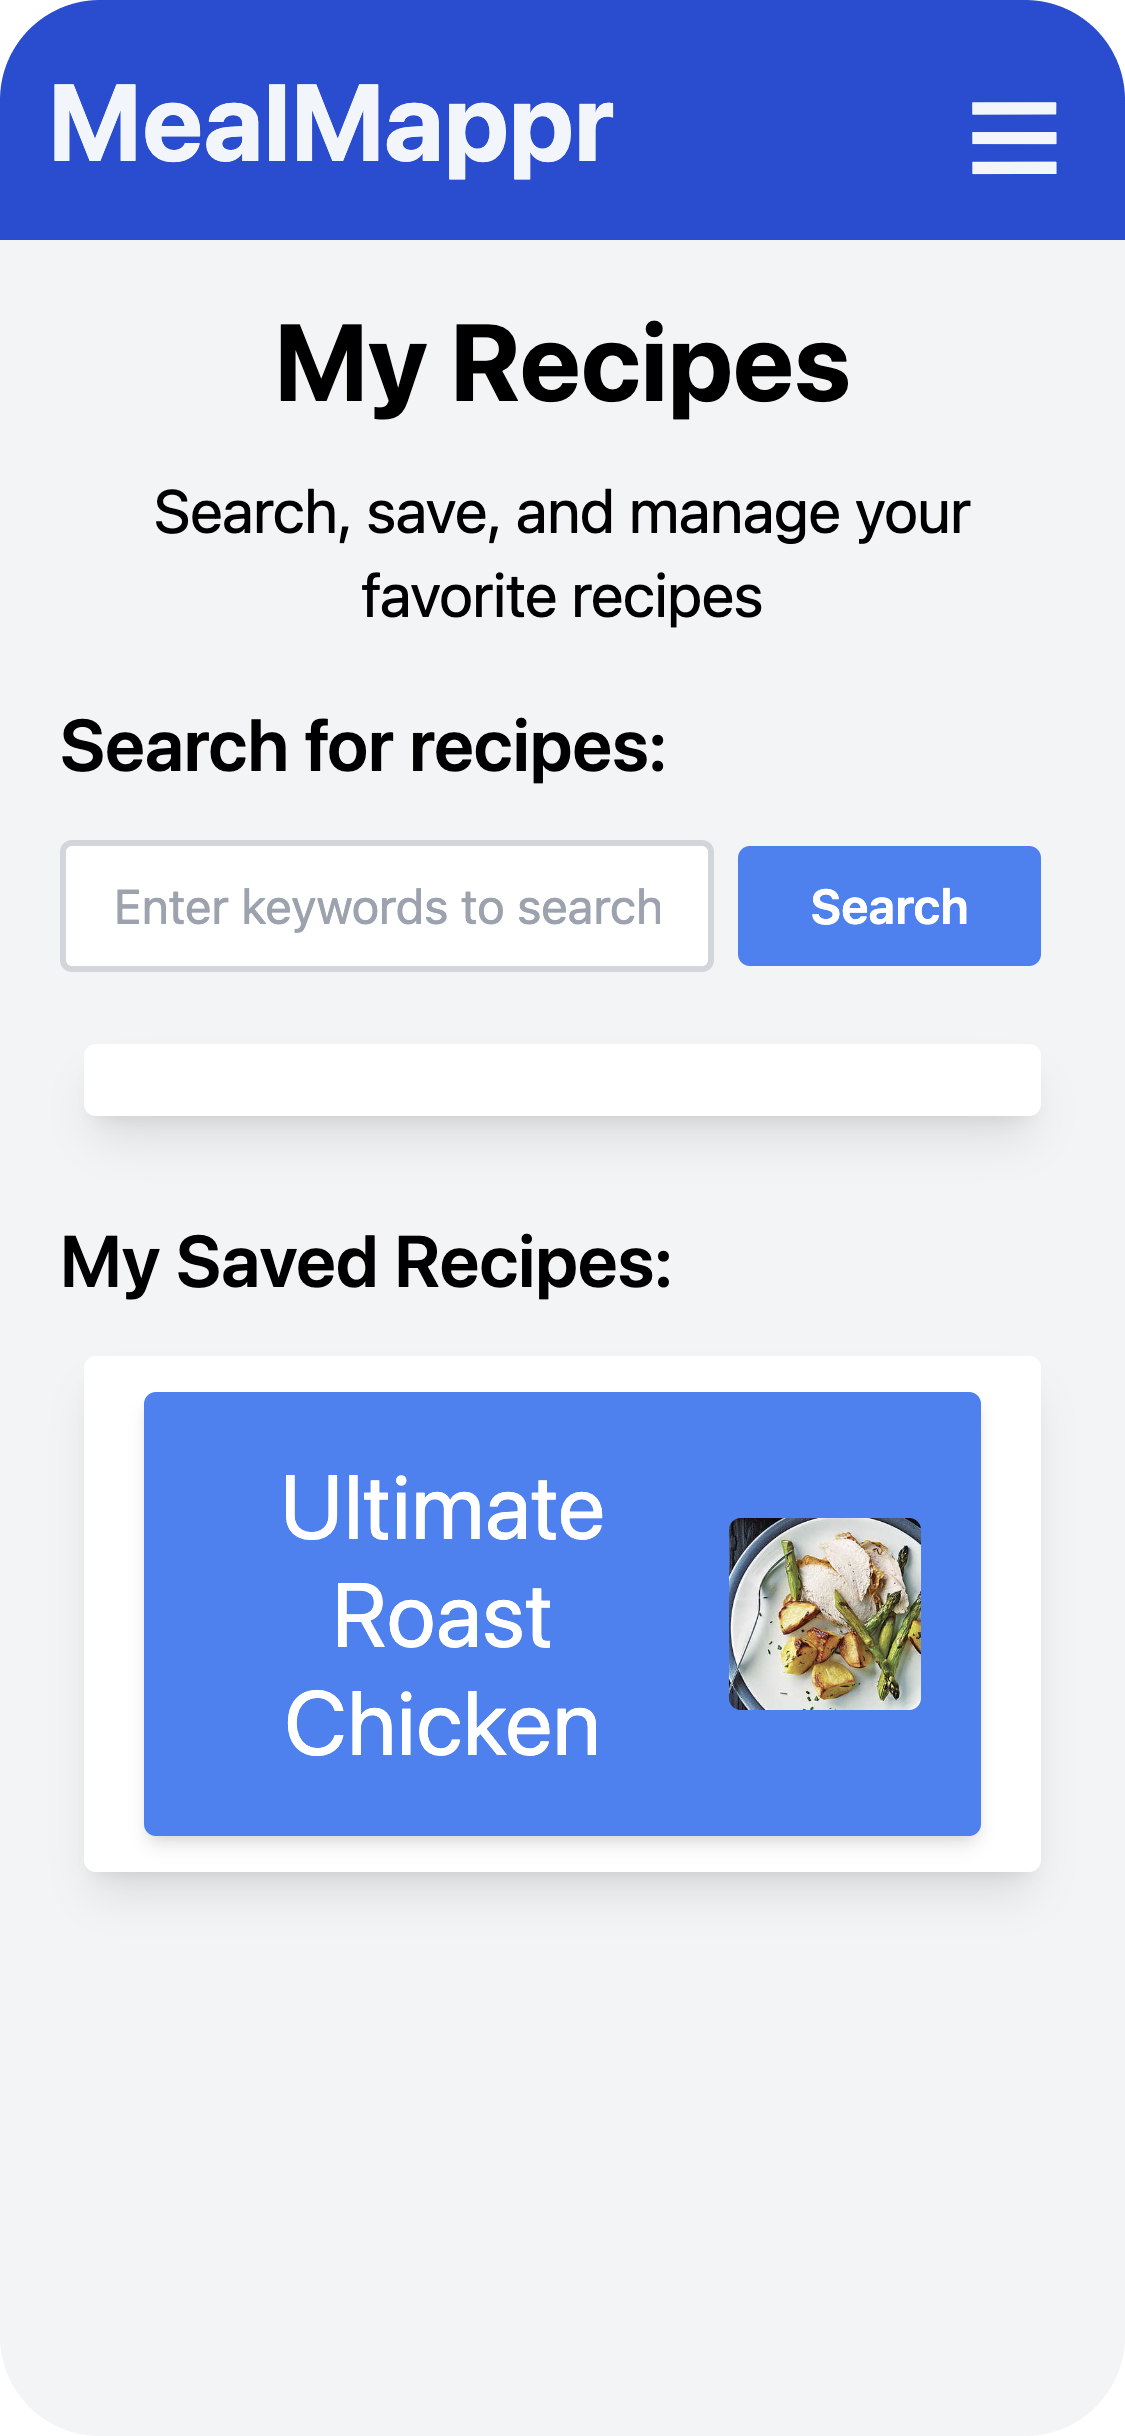 MealMappr
My Recipes
Search, save, and manage your
favorite recipes
Search for recipes:
Enter keywords to search
Search
My Saved Recipes:
Ultimate
Roast
Chicken